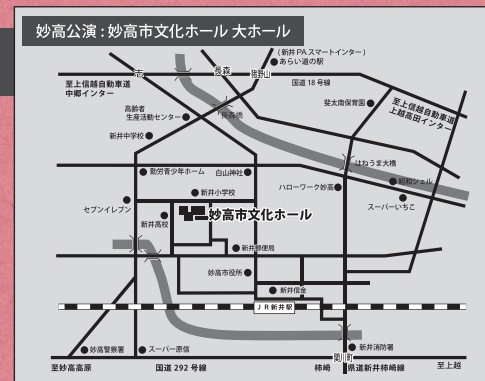 妙高公演：妙高市文化ホール 大ホール
(新井PAスマートインター)
あらい道の駅
志
長森
猪野山
国道18号線
至上信越自動車道
中郷インター
斐太南保育園
至上信越自動車道
上越高田インター
高齢者
生産活動センター
長森橋
新井中学校
はねうま大橋
勤労青少年ホーム
白山神社
昭和シェル
ハローワーク妙高
新井小学校
スーパーいちこ
セブンイレブン
妙高市文化ホール
新井高校
新井郵便局
妙高市役所
新井信金
JR新井駅
妙高警察署
スーパー原信
新井消防署
関川町
至妙高高原
国道292号線
柿崎
県道新井柿崎線
至上越